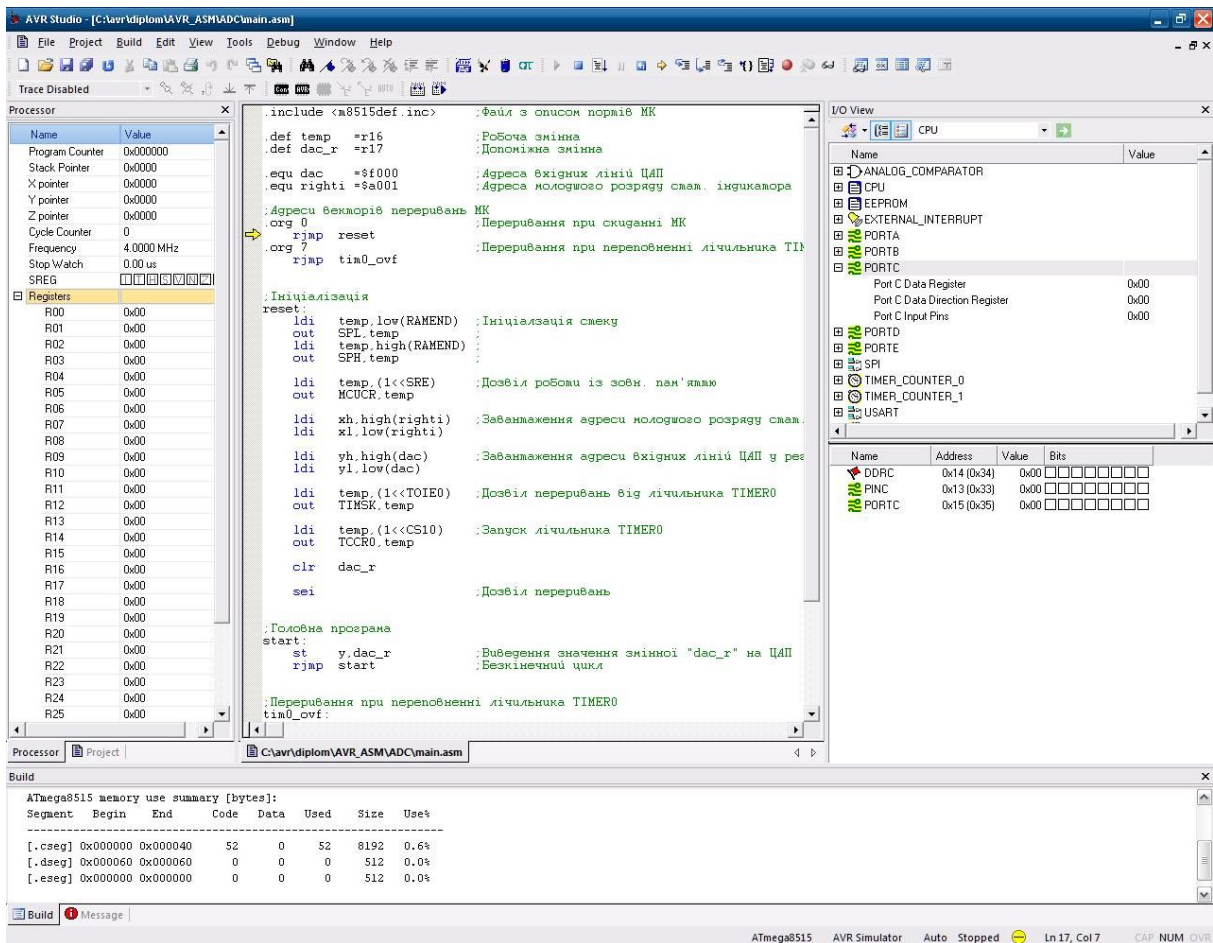 AVR Studio - [C:\avr\diplom\AVR_ASM\ADC\main.asm]
File Project Build Edit View Tools Debug Window Help
Trace Disabled
Processor
Name Value
Program Counter 0x000000
Stack Pointer 0x0000
X pointer 0x0000
Y pointer 0x0000
Z pointer 0x0000
Cycle Counter 0
Frequency 4.0000 MHz
Stop Watch 0.00 us
SREG I T H S V N Z
Registers
R00 0x00
R01 0x00
R02 0x00
R03 0x00
R04 0x00
R05 0x00
R06 0x00
R07 0x00
R08 0x00
R09 0x00
R10 0x00
R11 0x00
R12 0x00
R13 0x00
R14 0x00
R15 0x00
R16 0x00
R17 0x00
R18 0x00
R19 0x00
R20 0x00
R21 0x00
R22 0x00
R23 0x00
R24 0x00
R25 0x00
Processor Project
.include <m8515def.inc> ;Файл з описом портів МК
.def temp =r16 ;Робоча змінна
.def dac_r =r17 ;Допоміжна змінна
.equ dac =$f000 ;Адреса вхідних ліній ЦАП
.equ righti =$a001 ;Адреса молодшого розряду стат. індикатора
;Адреси векторів переривань МК
.org 0 ;Переривання при скиданні МК
rjmp reset
.org 7 ;Переривання при переповненні лічильника TIM
rjmp tim0_ovf
;Ініціалізація
reset:
ldi temp,low(RAMEND) ;Ініціалзація стеку
out SPL,temp ;
ldi temp,high(RAMEND) ;
out SPH,temp ;
ldi temp,(1<<SRE) ;Дозвіл роботи із зовн. пам'яттю
out MCUCR,temp
ldi xh,high(righti) ;Завантаження адреси молодшого розряду стат.
ldi xl,low(righti)
ldi yh,high(dac) ;Завантаження адреси вхідних ліній ЦАП у рег
ldi yl,low(dac)
ldi temp,(1<<TOIE0) ;Дозвіл переривань від лічильника TIMER0
out TIMSK,temp
ldi temp,(1<<CS10) ;Запуск лічильника TIMER0
out TCCR0,temp
clr dac_r
sei ;Дозвіл переривань
;Головна програма
start:
st y,dac_r ;Виведення значення змінної "dac_r" на ЦАП
rjmp start ;Безкінечний цикл
;Переривання при переповненні лічильника TIMER0
tim0_ovf:
C:\avr\diplom\AVR_ASM\ADC\main.asm
I/O View
CPU
Name Value
ANALOG_COMPARATOR
CPU
EEPROM
EXTERNAL_INTERRUPT
PORTA
PORTB
PORTC
Port C Data Register 0x00
Port C Data Direction Register 0x00
Port C Input Pins 0x00
PORTD
PORTE
SPI
TIMER_COUNTER_0
TIMER_COUNTER_1
USART
Name Address Value Bits
DDRC 0x14 (0x34) 0x00
PINC 0x13 (0x33) 0x00
PORTC 0x15 (0x35) 0x00
Build
ATmega8515 memory use summary [bytes]:
Segment Begin End Code Data Used Size Use%
---------------------------------------------------------------
[.cseg] 0x000000 0x000040 52 0 52 8192 0.6%
[.dseg] 0x000060 0x000060 0 0 0 512 0.0%
[.eseg] 0x000000 0x000000 0 0 0 512 0.0%
Build Message
ATmega8515 AVR Simulator Auto Stopped Ln 17, Col 7 CAP NUM OVR